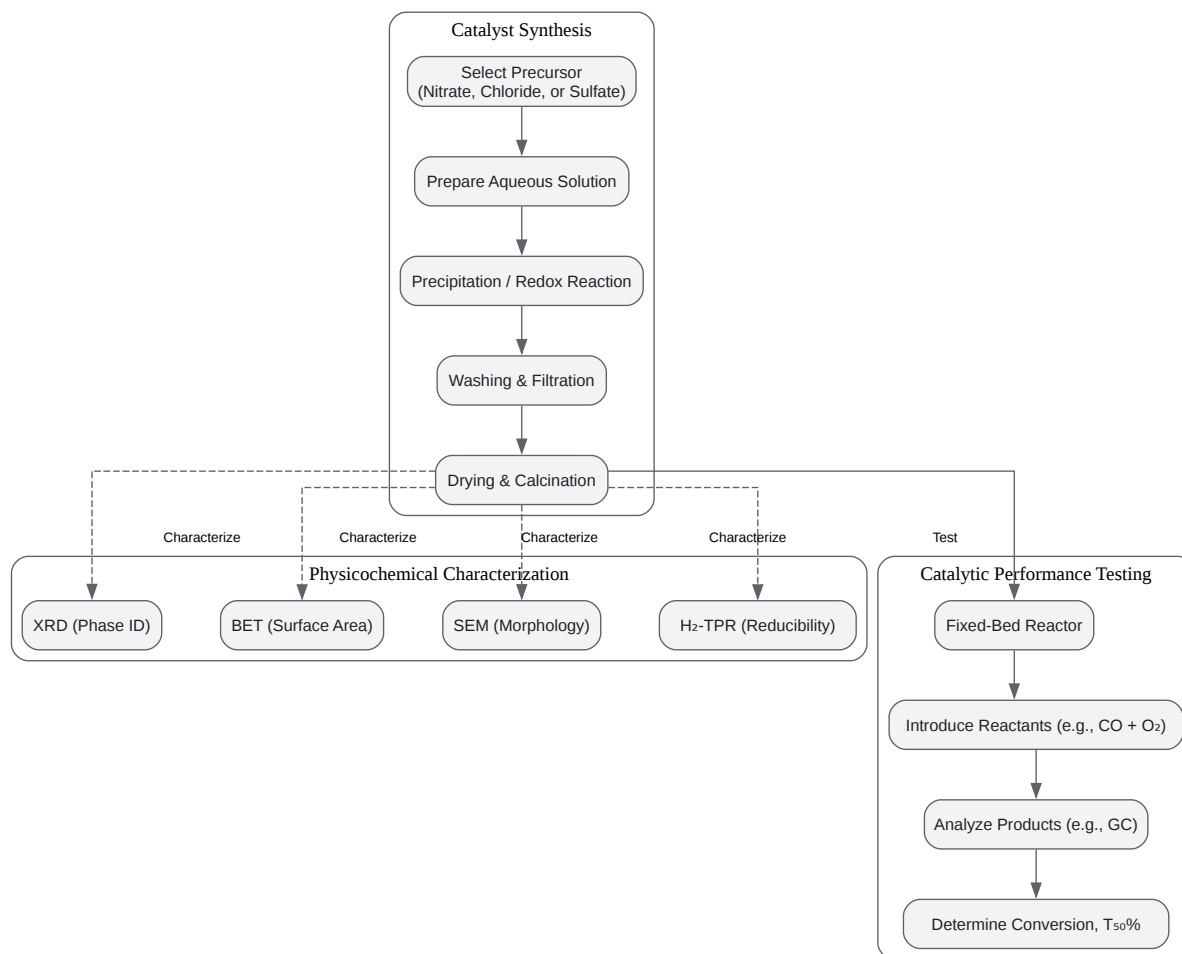 Catalyst Synthesis
Select Precursor
(Nitrate, Chloride, or Sulfate)
Prepare Aqueous Solution
Precipitation / Redox Reaction
Washing & Filtration
Drying & Calcination
Characterize
Characterize
Characterize
Characterize
Test
Physicochemical Characterization
XRD (Phase ID)
BET (Surface Area)
SEM (Morphology)
H₂-TPR (Reducibility)
Catalytic Performance Testing
Fixed-Bed Reactor
Introduce Reactants (e.g., CO + O₂)
Analyze Products (e.g., GC)
Determine Conversion, T₅₀%